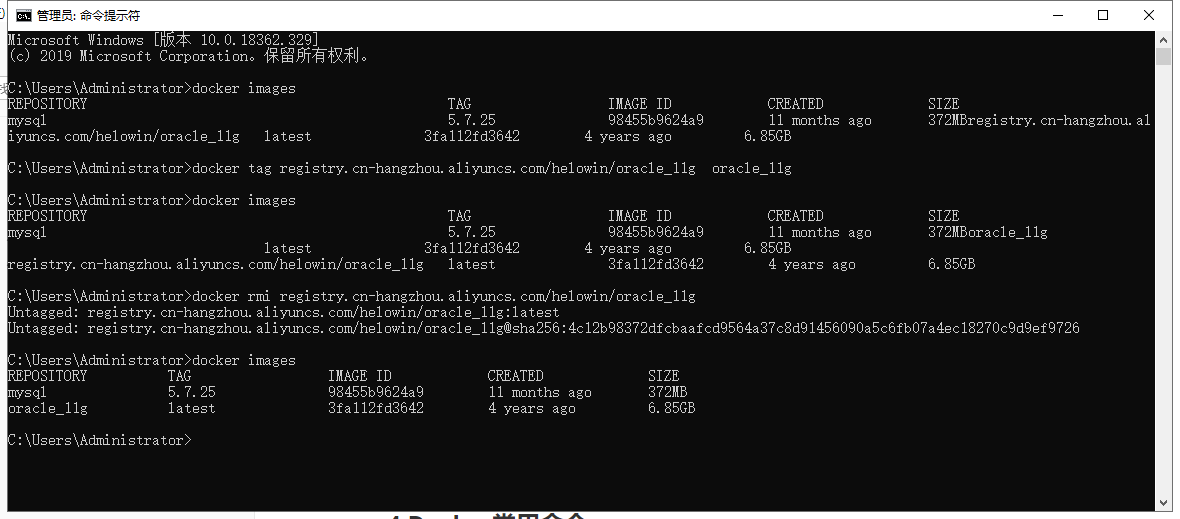 管理员: 命令提示符
Microsoft Windows [版本 10.0.18362.329]
(c) 2019 Microsoft Corporation。保留所有权利。
C:\Users\Administrator>docker images
REPOSITORY TAG IMAGE ID CREATED SIZE
mysql 5.7.25 98455b9624a9 11 months ago 372MBregistry.cn-hangzhou.al
iyuncs.com/helowin/oracle_11g latest 3fa112fd3642 4 years ago 6.85GB
C:\Users\Administrator>docker tag registry.cn-hangzhou.aliyuncs.com/helowin/oracle_11g oracle_11g
C:\Users\Administrator>docker images
REPOSITORY TAG IMAGE ID CREATED SIZE
mysql 5.7.25 98455b9624a9 11 months ago 372MBoracle_11g
latest 3fa112fd3642 4 years ago 6.85GB
registry.cn-hangzhou.aliyuncs.com/helowin/oracle_11g latest 3fa112fd3642 4 years ago 6.85GB
C:\Users\Administrator>docker rmi registry.cn-hangzhou.aliyuncs.com/helowin/oracle_11g
Untagged: registry.cn-hangzhou.aliyuncs.com/helowin/oracle_11g:latest
Untagged: registry.cn-hangzhou.aliyuncs.com/helowin/oracle_11g@sha256:4c12b98372dfcbaafcd9564a37c8d91456090a5c6fb07a4ec18270c9d9ef9726
C:\Users\Administrator>docker images
REPOSITORY TAG IMAGE ID CREATED SIZE
mysql 5.7.25 98455b9624a9 11 months ago 372MB
oracle_11g latest 3fa112fd3642 4 years ago 6.85GB
C:\Users\Administrator>